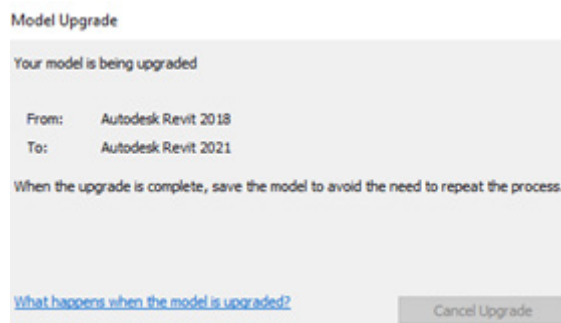 Model Upgrade
Your model is being upgraded
From: Autodesk Revit 2018
To: Autodesk Revit 2021
When the upgrade is complete, save the model to avoid the need to repeat the process.
What happens when the model is upgraded?
Cancel Upgrade